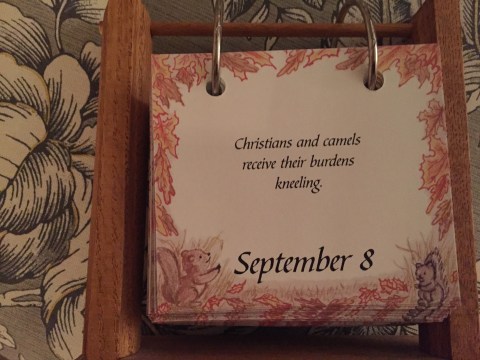 Christians and camels
receive their burdens
kneeling.
September 8